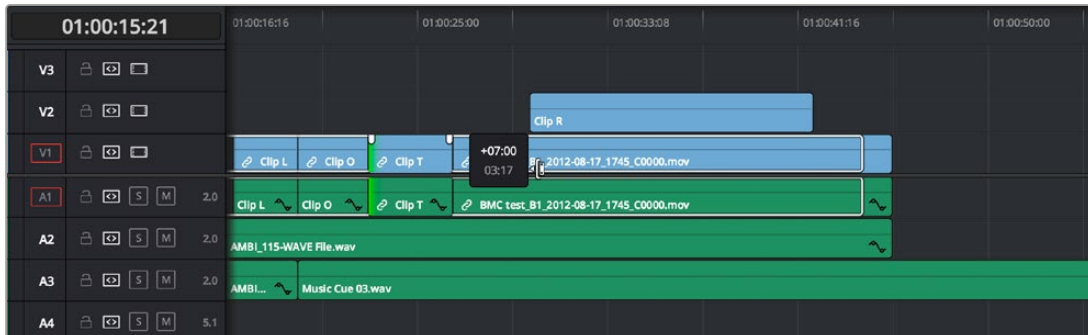 01:00:15:21
01:00:16:16 01:00:25:00 01:00:33:08 01:00:41:16 01:00:50:00
V3
V2
Clip R
V1
Clip L Clip O Clip T B1_2012-08-17_1745_C0000.mov
+07:00
03:17
A1 S M 2.0
Clip L Clip O Clip T BMC test_B1_2012-08-17_1745_C0000.mov
A2 S M 2.0
AMBI_115-WAVE File.wav
A3 S M 2.0
AMBI... Music Cue 03.wav
A4 S M 5.1